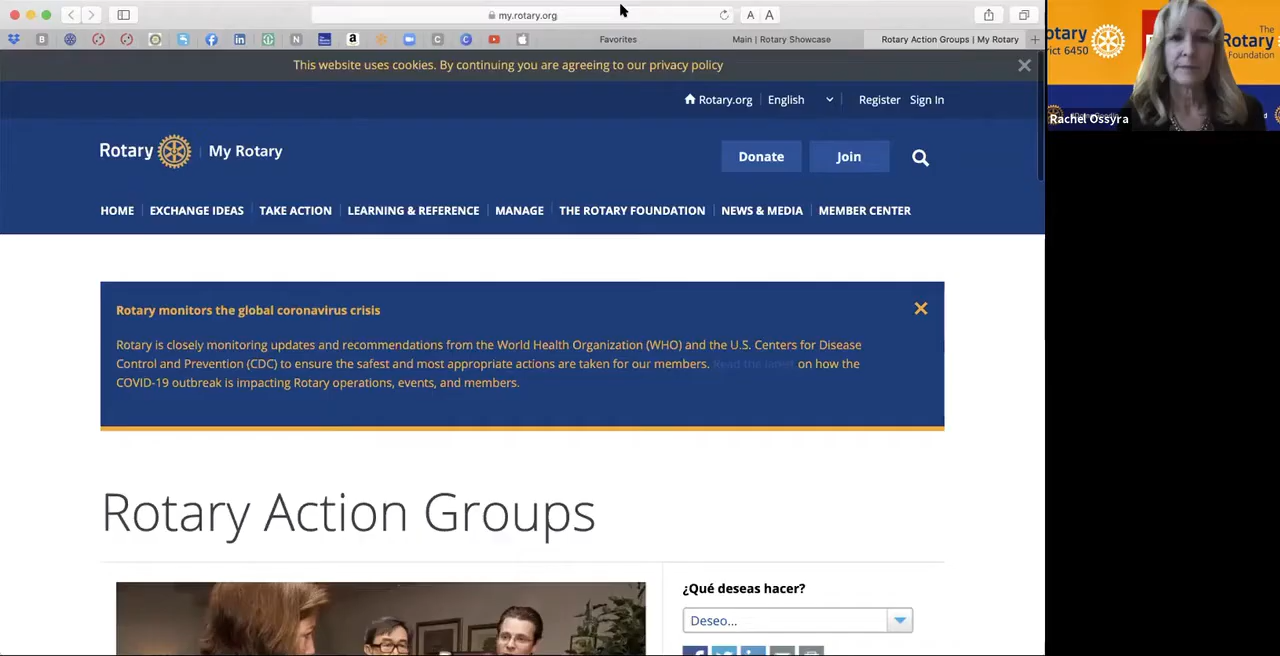 my.rotary.org
A A
Favorites
Main | Rotary Showcase
Rotary Action Groups | My Rotary
This website uses cookies. By continuing you are agreeing to our privacy policy
Rotary.org
English
Register
Sign In
Rotary
My Rotary
Donate
Join
HOME
EXCHANGE IDEAS
TAKE ACTION
LEARNING & REFERENCE
MANAGE
THE ROTARY FOUNDATION
NEWS & MEDIA
MEMBER CENTER
Rotary monitors the global coronavirus crisis
Rotary is closely monitoring updates and recommendations from the World Health Organization (WHO) and the U.S. Centers for Disease
Control and Prevention (CDC) to ensure the safest and most appropriate actions are taken for our members. Read the latest on how the
COVID-19 outbreak is impacting Rotary operations, events, and members.
Rotary Action Groups
¿Qué deseas hacer?
Deseo...
otary
rict 6450
The
Rotary
Foundation
Rachel Ossyra